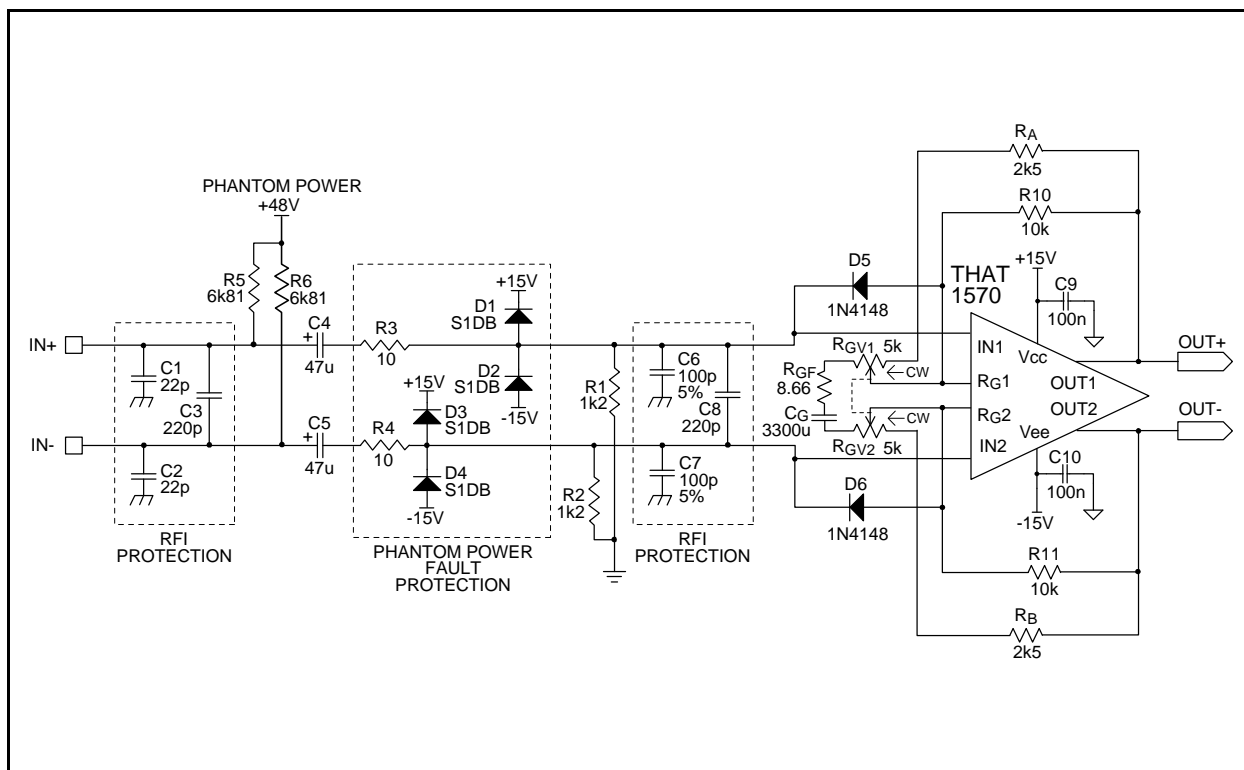 RA
2k5
R10
10k
PHANTOM POWER
+48V
D5
1N4148
THAT
1570
+15V
C9
100n
R5
6k81
R6
6k81
+15V
D1
S1DB
C4
+
47u
R3
10
IN+
C1
22p
C3
220p
D2
S1DB
-15V
+15V
D3
S1DB
R1
1k2
C6
100p
5%
C8
220p
RGV1 5k
CW
RGF
8.66
CG
3300u
CW
RGV2 5k
IN1
Vcc
RG1
OUT1
RG2
OUT2
IN2
Vee
OUT+
OUT-
IN-
C5
+
47u
R4
10
C2
22p
D4
S1DB
-15V
R2
1k2
C7
100p
5%
D6
1N4148
C10
100n
-15V
RFI
PROTECTION
PHANTOM POWER
FAULT
PROTECTION
RFI
PROTECTION
R11
10k
RB
2k5